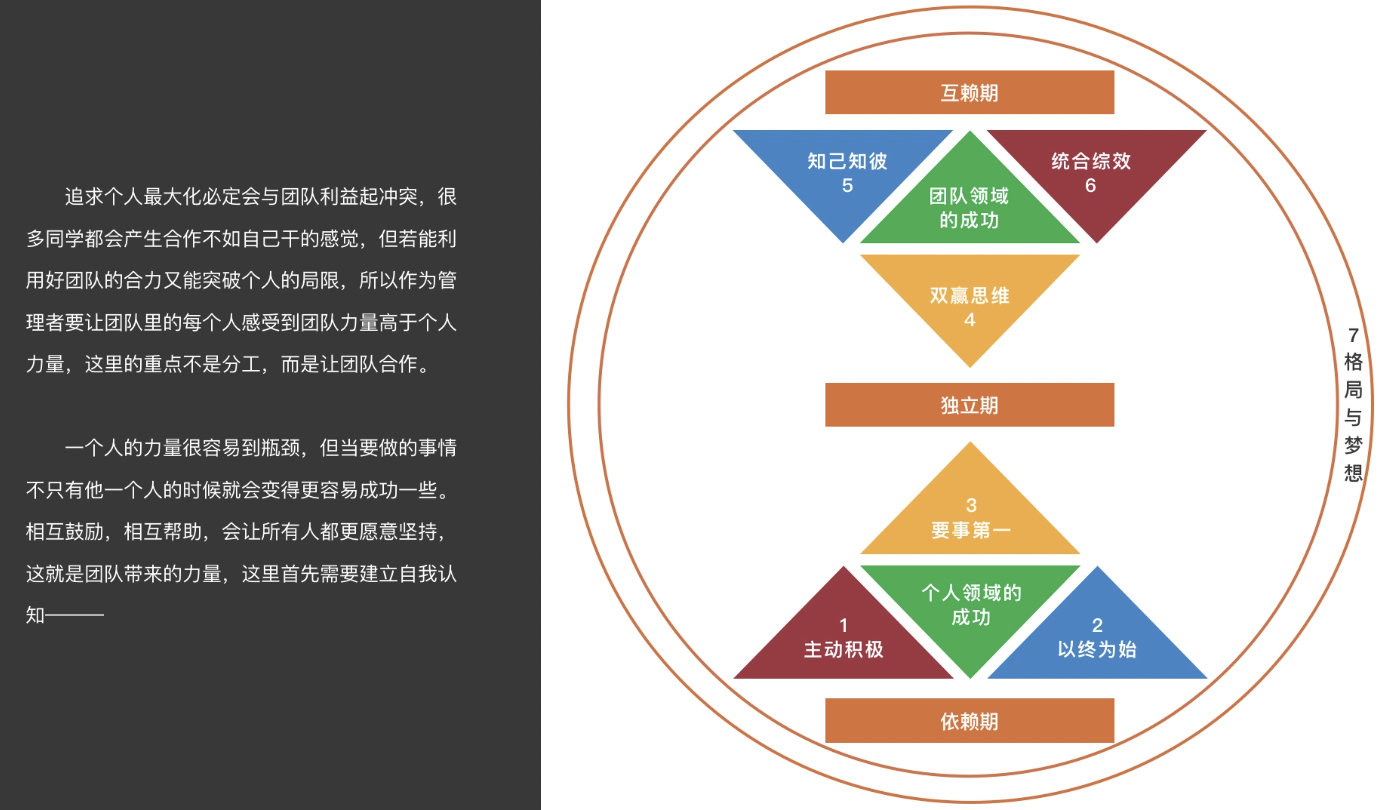 追求个人最大化必定会与团队利益起冲突，很
多同学都会产生合作不如自己干的感觉，但若能利
用好团队的合力又能突破个人的局限，所以作为管
理者要让团队里的每个人感受到团队力量高于个人
力量，这里的重点不是分工，而是让团队合作。
一个人的力量很容易到瓶颈，但当要做的事情
不只有他一个人的时候就会变得更容易成功一些。
相互鼓励，相互帮助，会让所有人都更愿意坚持，
这就是团队带来的力量，这里首先需要建立自我认
知———
互赖期
知己知彼
5
团队领域
的成功
统合综效
6
双赢思维
4
独立期
3
要事第一
个人领域的
成功
1
主动积极
2
以终为始
依赖期
7格局与梦想